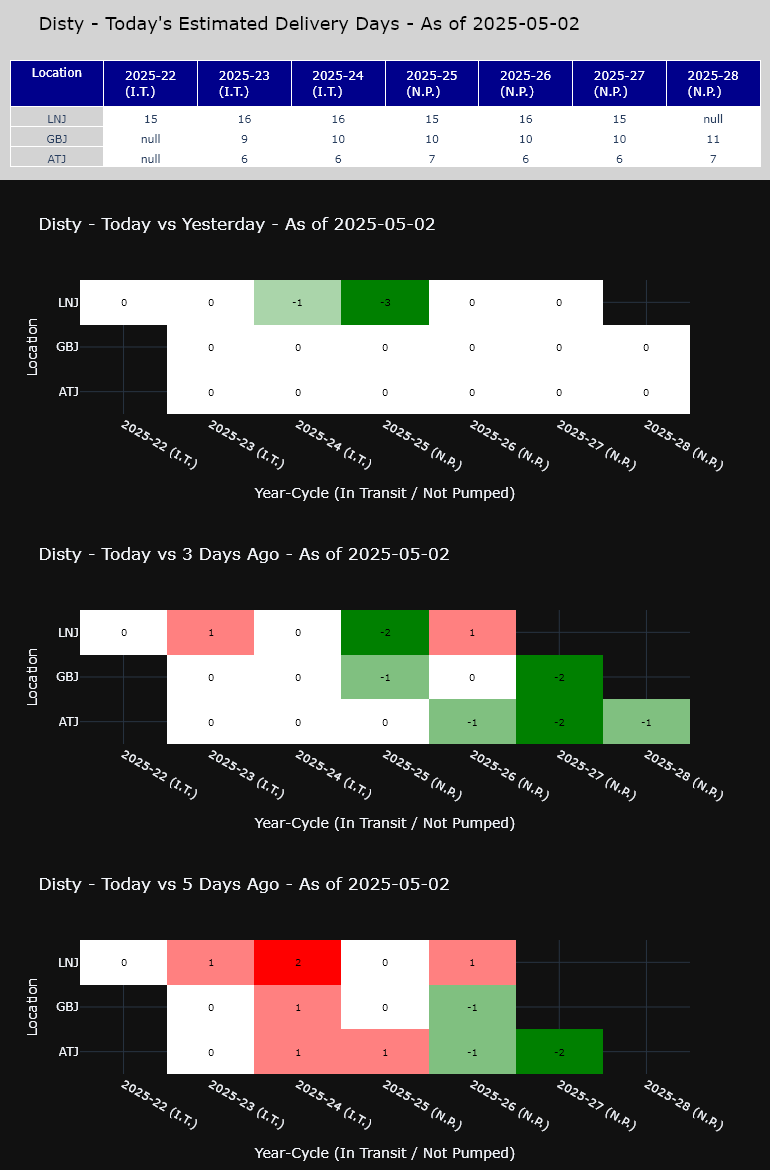 Disty - Today's Estimated Delivery Days - As of 2025-05-02
Location 2025-22 (I.T.) 2025-23 (I.T.) 2025-24 (I.T.) 2025-25 (N.P.) 2025-26 (N.P.) 2025-27 (N.P.) 2025-28 (N.P.)
LNJ 15 16 16 15 16 15 null
GBJ null 9 10 10 10 10 11
ATJ null 6 6 7 6 6 7
Disty - Today vs Yesterday - As of 2025-05-02
Location
LNJ 0 0 -1 -3 0 0
GBJ 0 0 0 0 0 0
ATJ 0 0 0 0 0 0
2025-22 (I.T.) 2025-23 (I.T.) 2025-24 (I.T.) 2025-25 (N.P.) 2025-26 (N.P.) 2025-27 (N.P.) 2025-28 (N.P.)
Year-Cycle (In Transit / Not Pumped)
Disty - Today vs 3 Days Ago - As of 2025-05-02
Location
LNJ 0 1 0 -2 1
GBJ 0 0 -1 0 -2
ATJ 0 0 0 -1 -2 -1
2025-22 (I.T.) 2025-23 (I.T.) 2025-24 (I.T.) 2025-25 (N.P.) 2025-26 (N.P.) 2025-27 (N.P.) 2025-28 (N.P.)
Year-Cycle (In Transit / Not Pumped)
Disty - Today vs 5 Days Ago - As of 2025-05-02
Location
LNJ 0 1 2 0 1
GBJ 0 1 0 -1
ATJ 0 1 1 -1 -2
2025-22 (I.T.) 2025-23 (I.T.) 2025-24 (I.T.) 2025-25 (N.P.) 2025-26 (N.P.) 2025-27 (N.P.) 2025-28 (N.P.)
Year-Cycle (In Transit / Not Pumped)